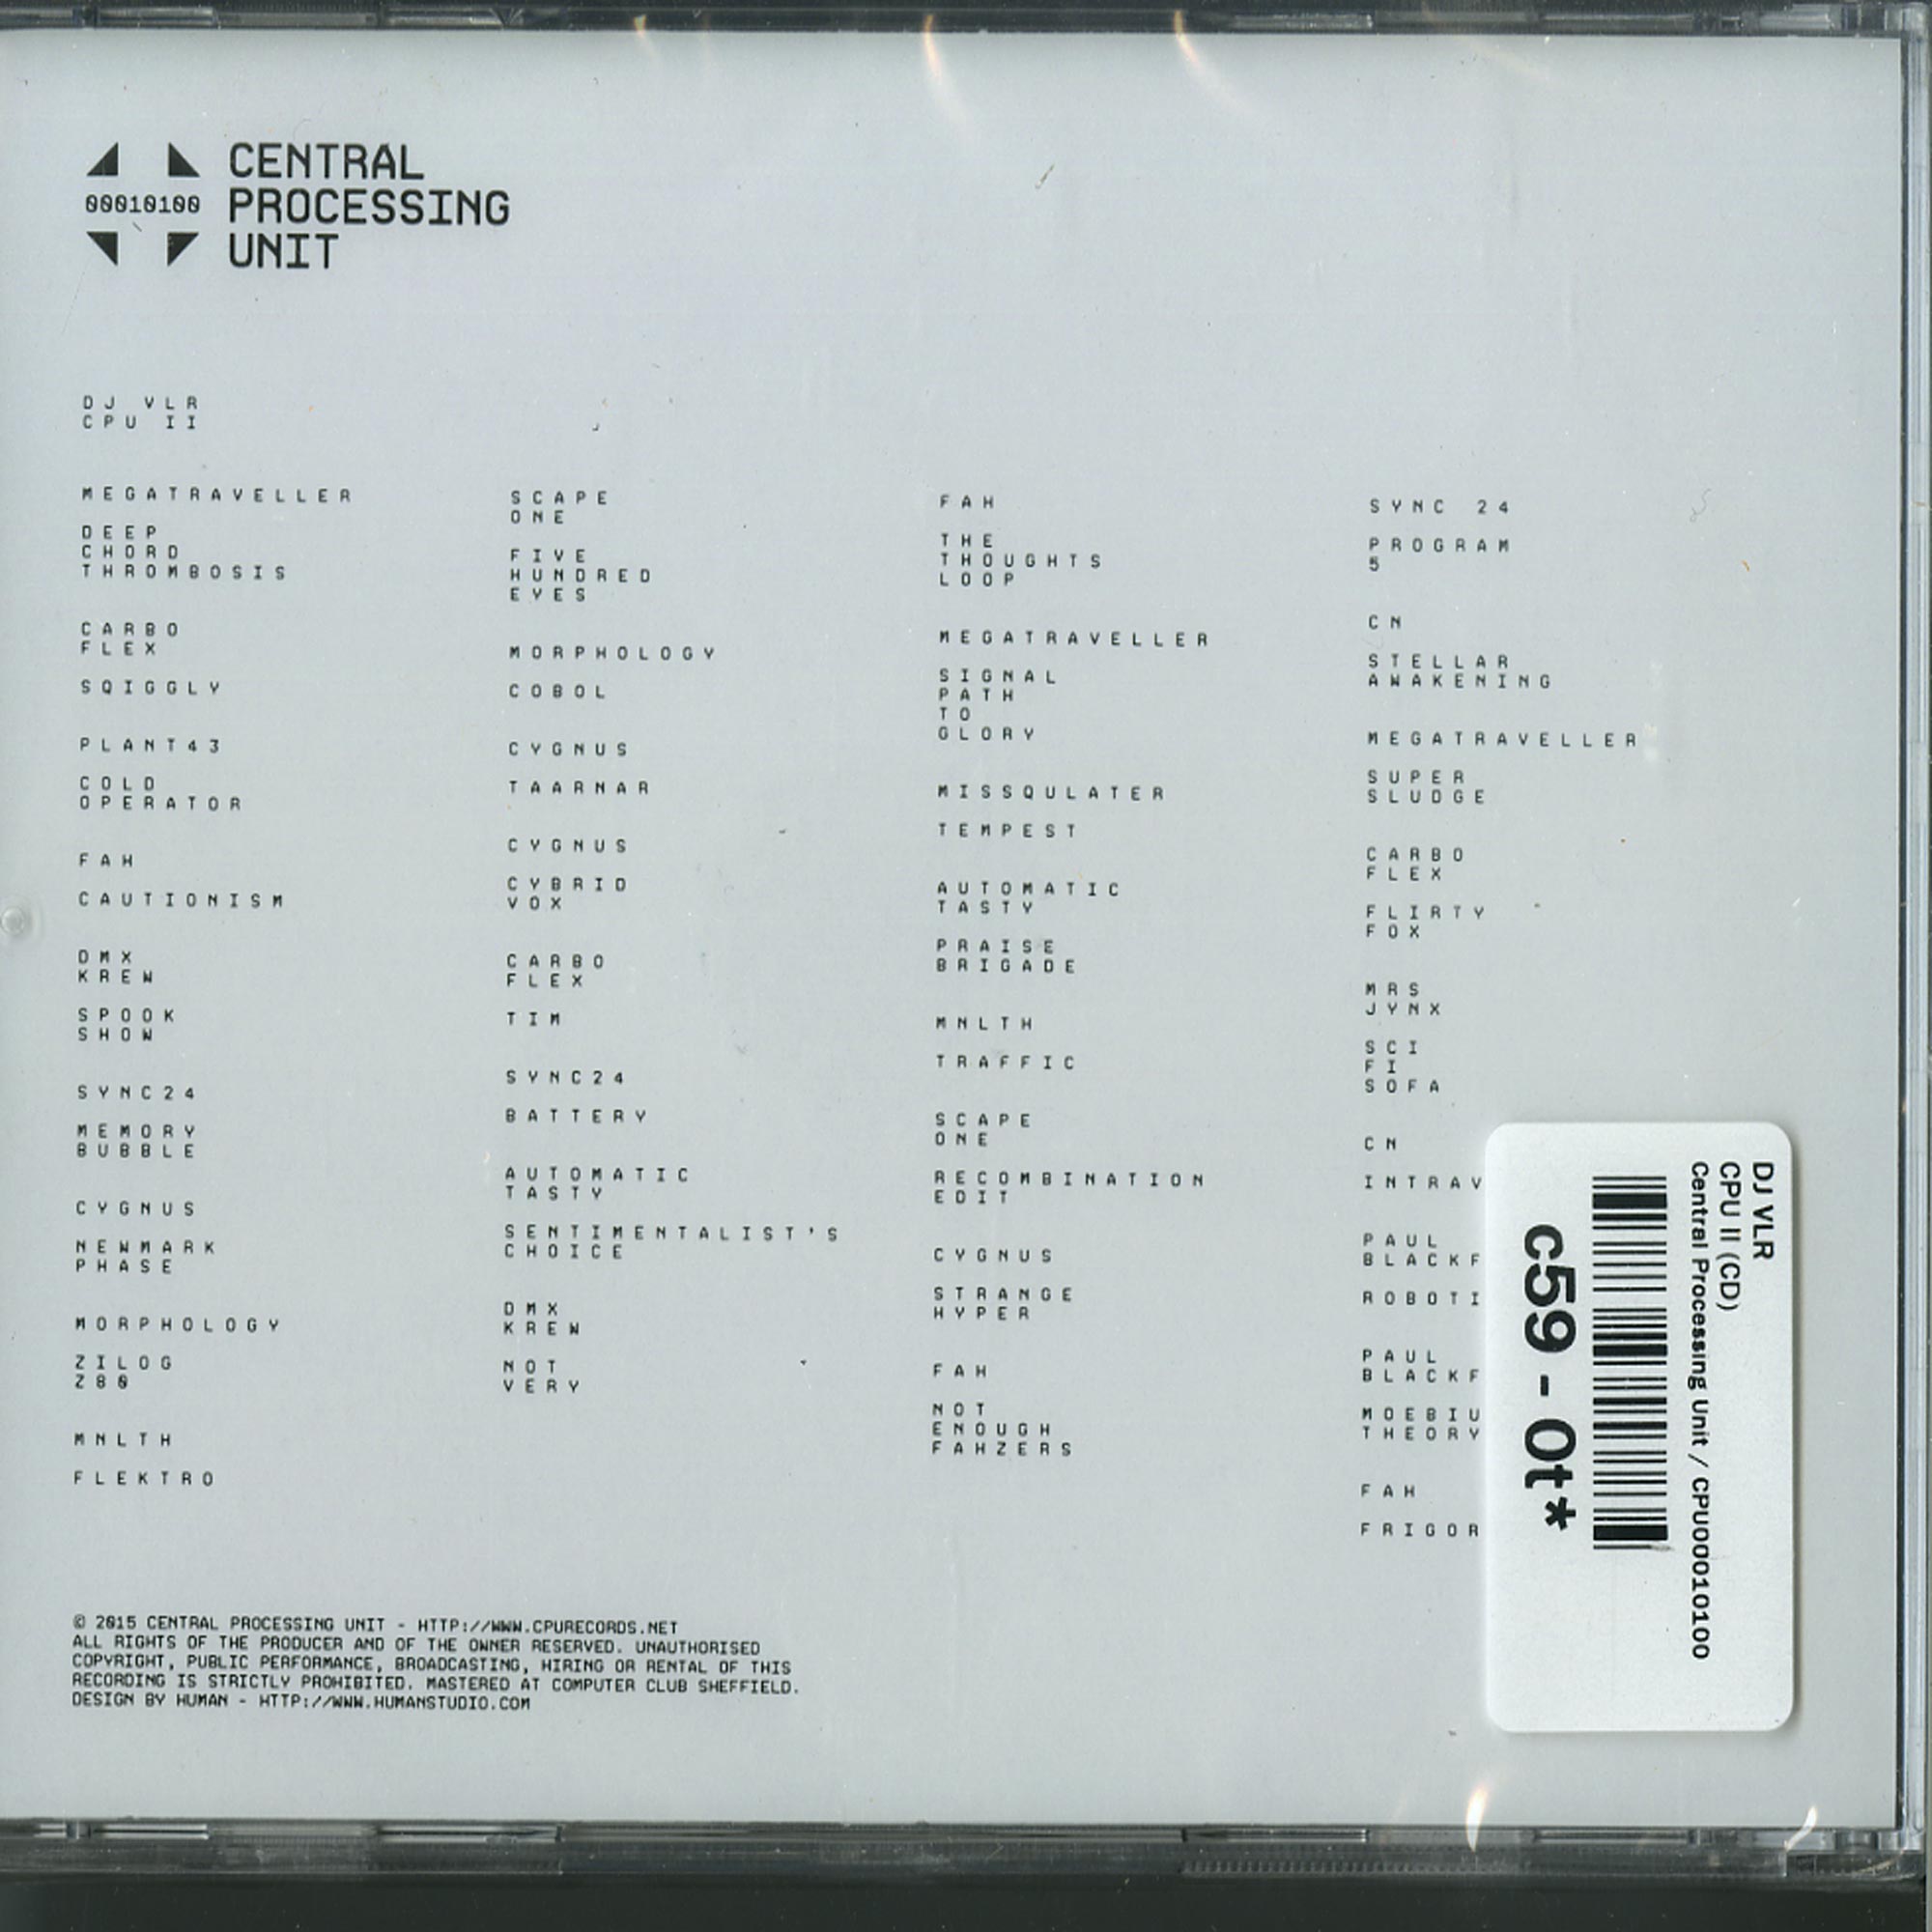 CENTRAL
00010100 PROCESSING
UNIT
DJ VLR
CPU II
MEGATRAVELLER
DEEP
CHORD
THROMBOSIS
CARBO
FLEX
SQIGGLY
PLANT43
COLD
OPERATOR
FAH
CAUTIONISM
DMX
KREW
SPOOK
SHOW
SYNC24
MEMORY
BUBBLE
CYGNUS
NEWMARK
PHASE
MORPHOLOGY
ZILOG
Z80
MNLTH
FLEKTRO
SCAPE
ONE
FIVE
HUNDRED
EYES
MORPHOLOGY
COBOL
CYGNUS
TAARNAR
CYGNUS
CYBRID
VOX
CARBO
FLEX
TIM
SYNC24
BATTERY
AUTOMATIC
TASTY
SENTIMENTALIST'S
CHOICE
DMX
KREW
NOT
VERY
FAH
THE
THOUGHTS
LOOP
MEGATRAVELLER
SIGNAL
PATH
TO
GLORY
MISSQULATER
TEMPEST
AUTOMATIC
TASTY
PRAISE
BRIGADE
MNLTH
TRAFFIC
SCAPE
ONE
RECOMBINATION
EDIT
CYGNUS
STRANGE
HYPER
FAH
NOT
ENOUGH
FAHZERS
SYNC 24
PROGRAM
5
CN
STELLAR
AWAKENING
MEGATRAVELLER
SUPER
SLUDGE
CARBO
FLEX
FLIRTY
FOX
MRS
JYNX
SCI
FI
SOFA
CN
INTRAV
PAUL
BLACKF
ROBOTI
PAUL
BLACKF
MOEBIU
THEORY
FAH
FRIGOR
DJ VLR
CPU II (CD)
Central Processing Unit / CPU00010100
c59 - 0t*
© 2015 CENTRAL PROCESSING UNIT - HTTP://WWW.CPURECORDS.NET
ALL RIGHTS OF THE PRODUCER AND OF THE OWNER RESERVED. UNAUTHORISED
COPYRIGHT, PUBLIC PERFORMANCE, BROADCASTING, HIRING OR RENTAL OF THIS
RECORDING IS STRICTLY PROHIBITED. MASTERED AT COMPUTER CLUB SHEFFIELD.
DESIGN BY HUMAN - HTTP://WWW.HUMANSTUDIO.COM